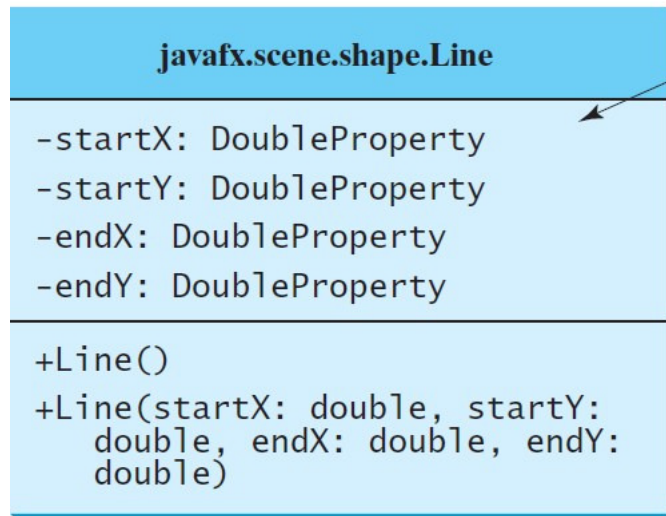 javafx.scene.shape.Line
-startX: DoubleProperty
-startY: DoubleProperty
-endX: DoubleProperty
-endY: DoubleProperty
+Line()
+Line(startX: double, startY:
double, endX: double, endY:
double)